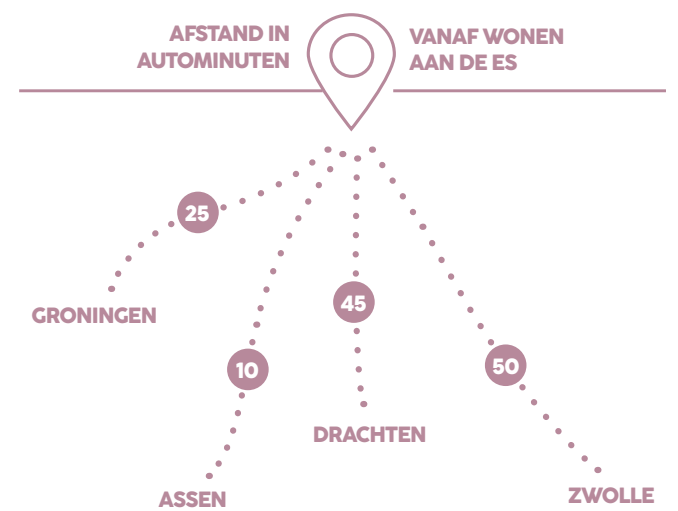 AFSTAND IN
AUTOMINUTEN
VANAF WONEN
AAN DE ES
25
GRONINGEN
10
ASSEN
45
DRACHTEN
50
ZWOLLE